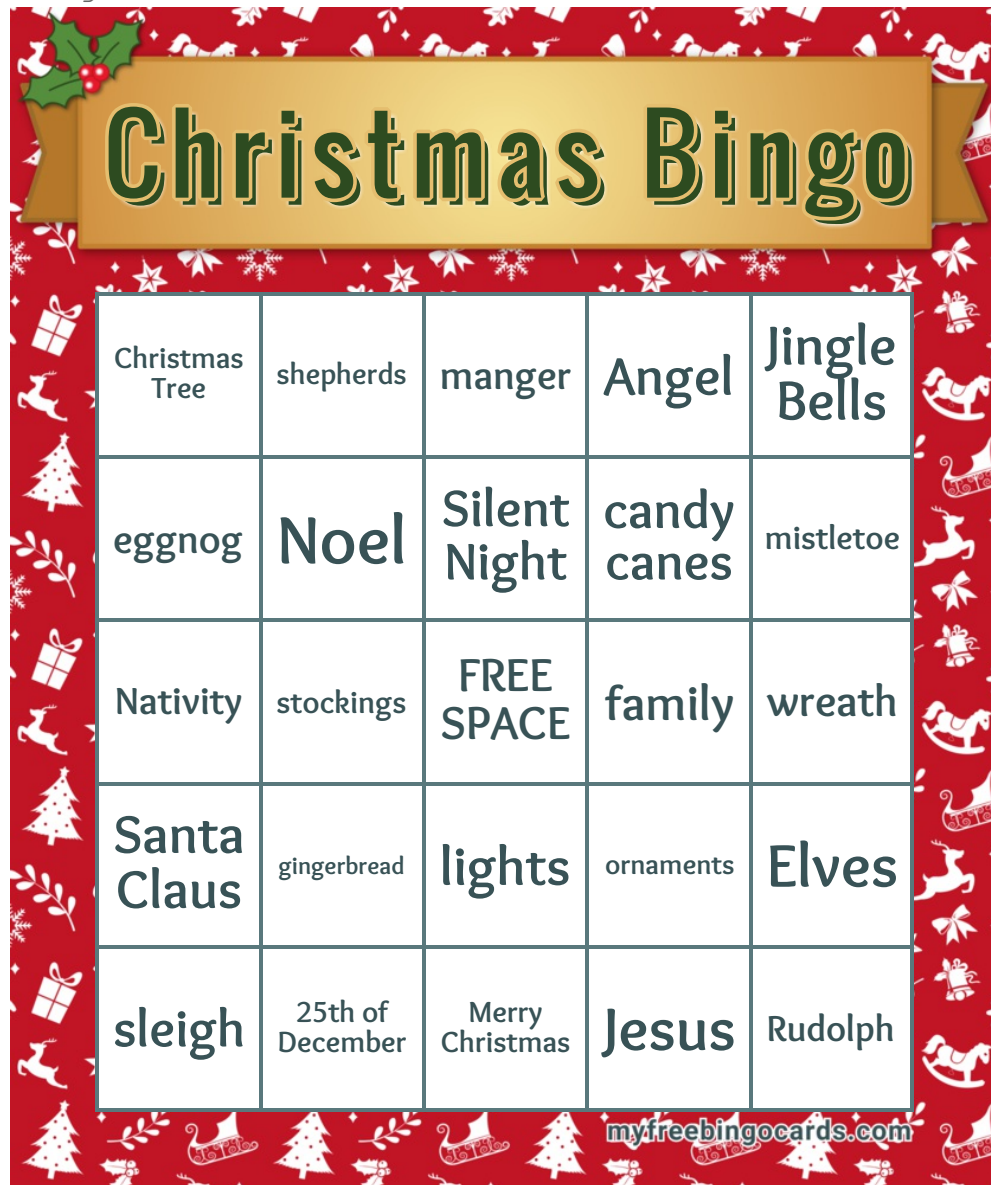 Christmas Bingo
Christmas
Tree
shepherds
manger
Angel
Jingle
Bells
eggnog
Noel
Silent
Night
candy
canes
mistletoe
Nativity
stockings
FREE
SPACE
family
wreath
Santa
Claus
gingerbread
lights
ornaments
Elves
sleigh
25th of
December
Merry
Christmas
Jesus
Rudolph
myfreebingocards.com